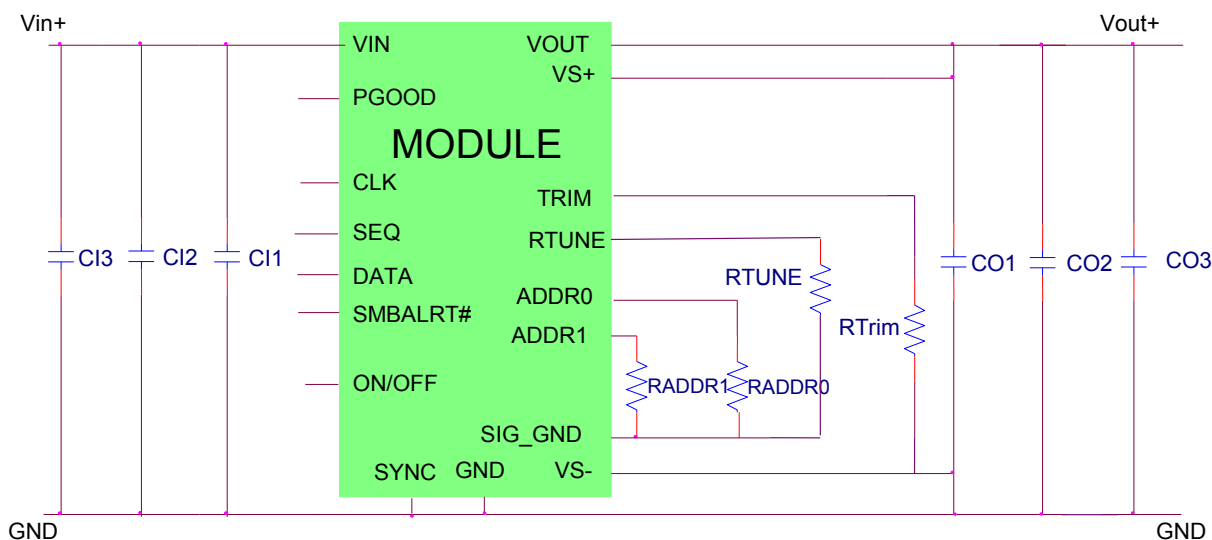 Vin+
Vout+
VIN
VOUT
VS+
PGOOD
MODULE
CLK
TRIM
SEQ
RTUNE
CI3
CI2
CI1
DATA
RTUNE
CO1
CO2
CO3
ADDR0
SMBALRT#
RTrim
ADDR1
ON/OFF
RADDR1
RADDR0
SIG_GND
SYNC
GND
VS-
GND
GND